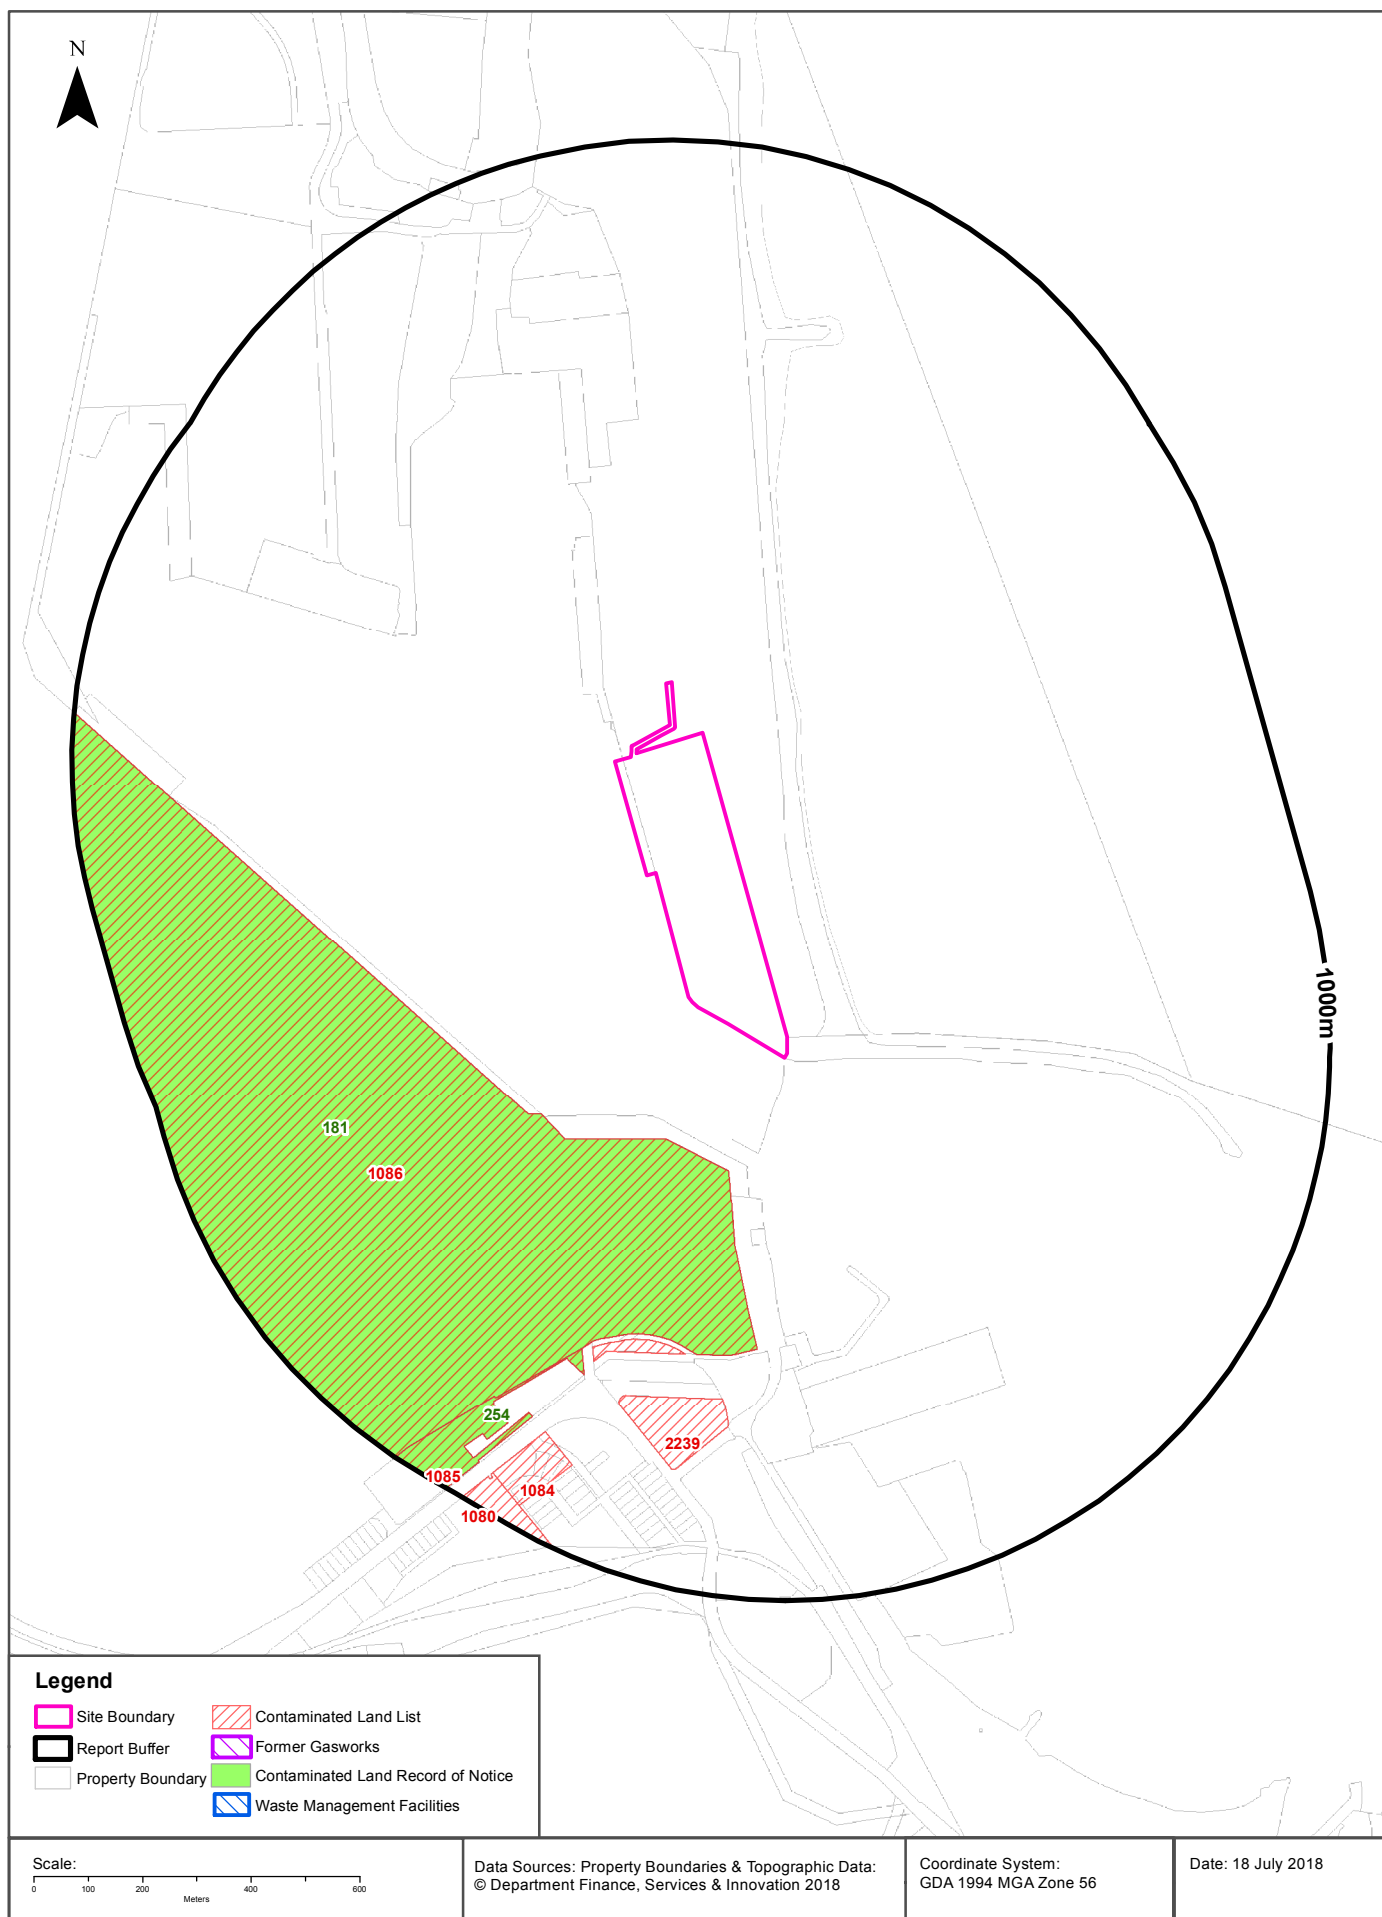 N
1000m
181
1086
254
2239
1085
1084
1080
Legend
Site Boundary
Report Buffer
Property Boundary
Contaminated Land List
Former Gasworks
Contaminated Land Record of Notice
Waste Management Facilities
Scale:
0 100 200 400 600
Meters
Data Sources: Property Boundaries & Topographic Data:
© Department Finance, Services & Innovation 2018
Coordinate System:
GDA 1994 MGA Zone 56
Date: 18 July 2018